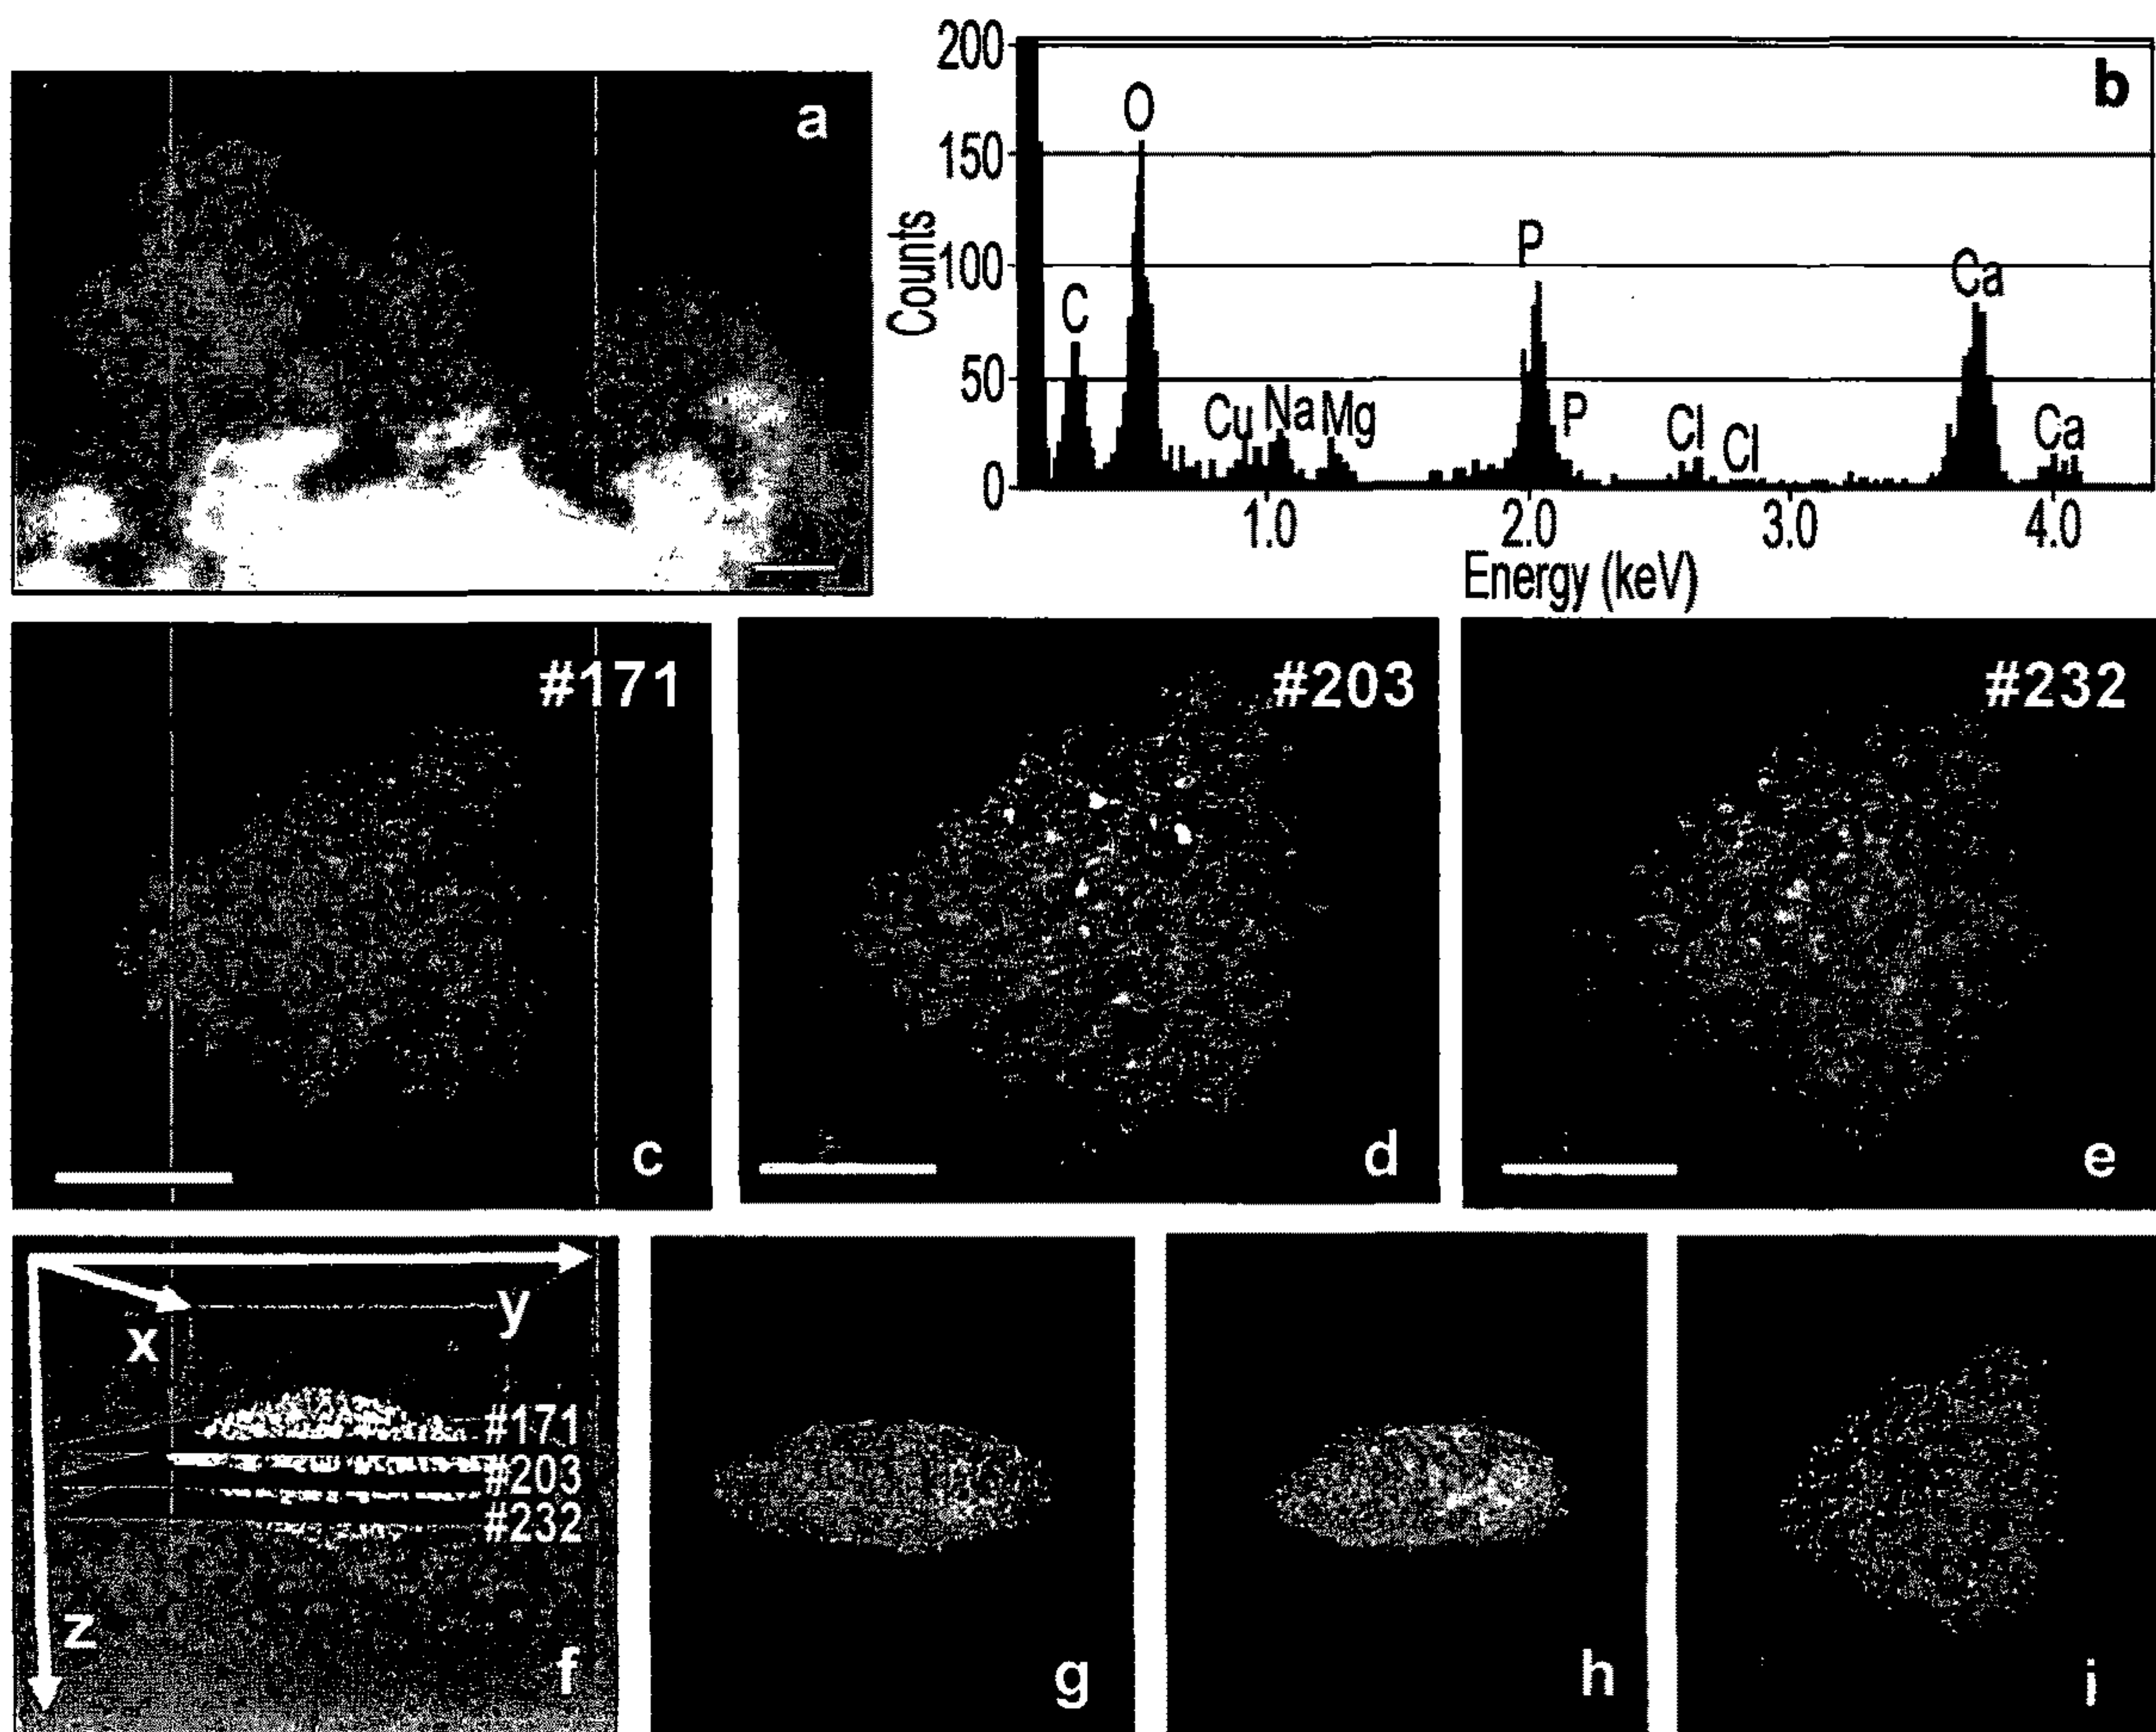 a
b
Counts
200
150
100
50
0
O
C
Cu
Na
Mg
P
P
Cl
Cl
Ca
Ca
1.0
2.0
3.0
4.0
Energy (keV)
#171
c
#203
d
#232
e
x
y
z
#171
#203
#232
f
g
h
i